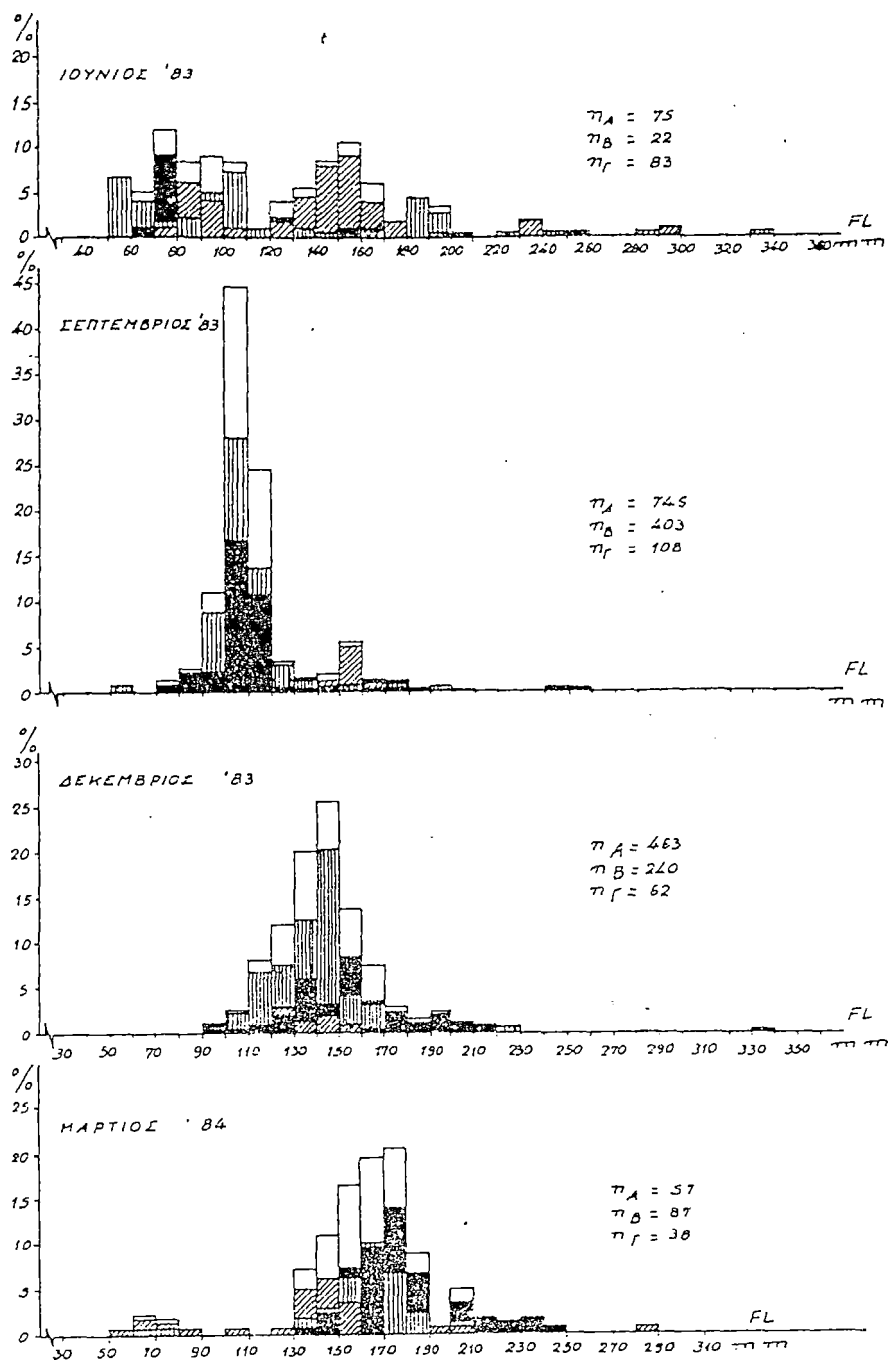 %
20
15
10
5
0
ΙΟΥΝΙΟΣ '83
n_A = 75
n_B = 22
n_Γ = 83
FL
40 60 80 100 120 140 160 180 200 220 240 260 280 300 320 340 360 mm
%
45
40
35
30
25
20
15
10
5
0
ΣΕΠΤΕΜΒΡΙΟΣ '83
n_A = 745
n_B = 403
n_Γ = 108
FL
mm
%
30
25
20
15
10
5
0
ΔΕΚΕΜΒΡΙΟΣ '83
n_A = 463
n_B = 240
n_Γ = 62
FL
30 50 70 90 110 130 150 170 190 210 230 250 270 290 310 330 350 mm
%
25
20
15
10
5
0
ΜΑΡΤΙΟΣ '84
n_A = 57
n_B = 87
n_Γ = 38
FL
30 50 70 90 110 130 150 170 190 210 230 250 270 290 310 mm